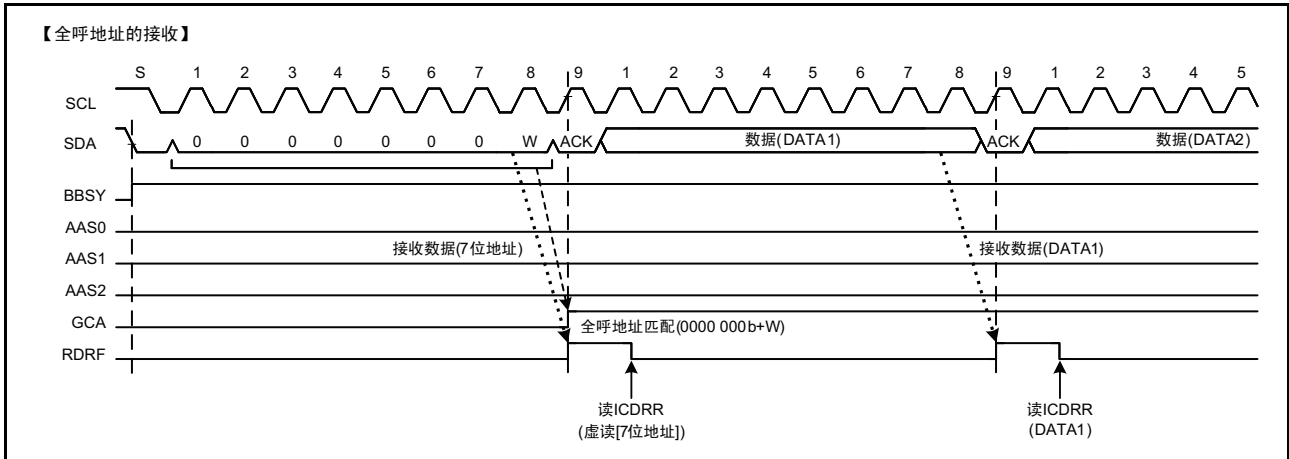 【全呼地址的接收】
S 1 2 3 4 5 6 7 8 9 1 2 3 4 5 6 7 8 9 1 2 3 4 5
SCL
SDA 0 0 0 0 0 0 0 W ACK 数据(DATA1) ACK 数据(DATA2)
BBSY
AAS0
AAS1 接收数据(7位地址) 接收数据(DATA1)
AAS2
GCA 全呼地址匹配(0000 000b+W)
RDRF
读ICDRR 读ICDRR
(虚读[7位地址]) (DATA1)